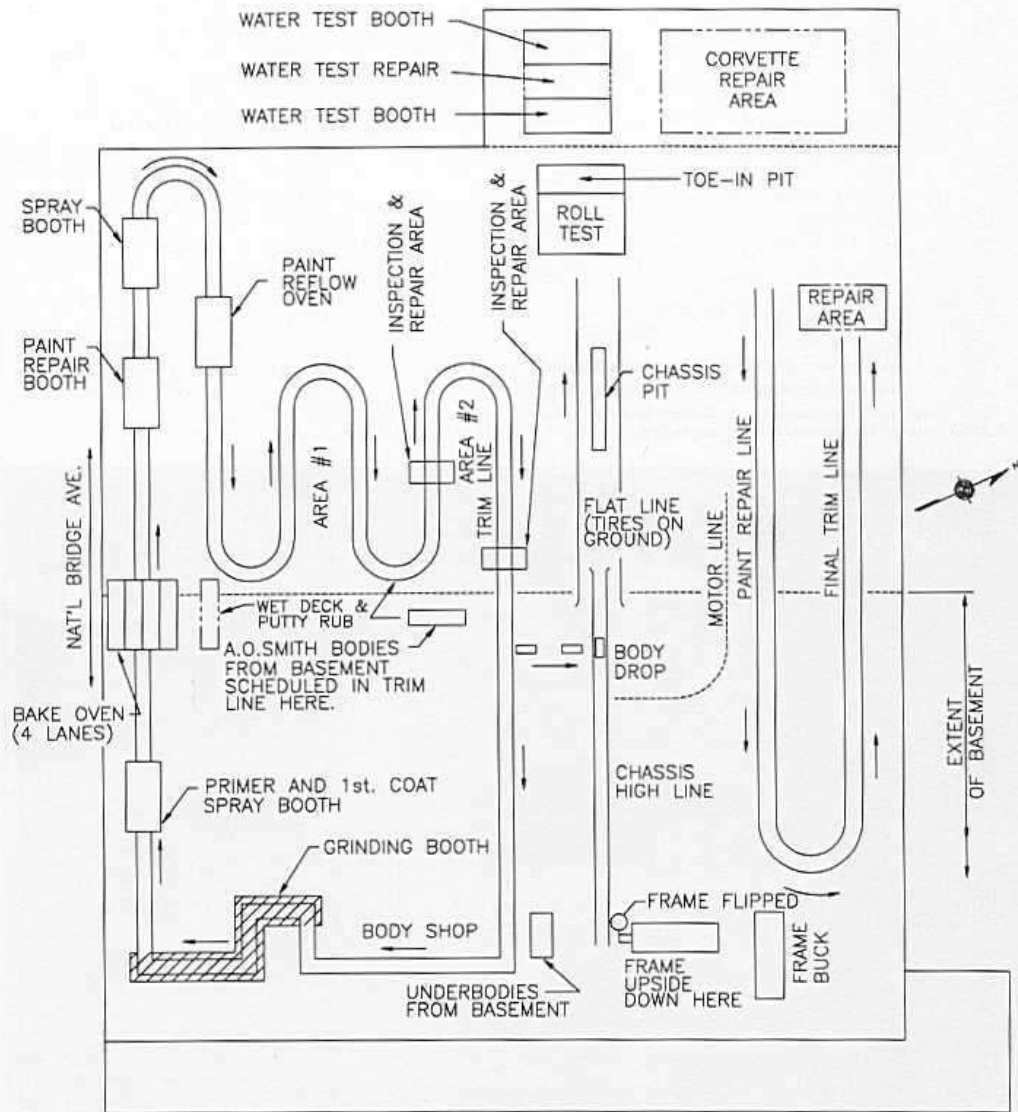 WATER TEST BOOTH
WATER TEST REPAIR
WATER TEST BOOTH
CORVETTE
REPAIR
AREA
TOE-IN PIT
ROLL
TEST
SPRAY
BOOTH
PAINT
REFLOW
OVEN
INSPECTION &
REPAIR AREA
INSPECTION &
REPAIR AREA
REPAIR
AREA
PAINT
REPAIR
BOOTH
CHASSIS
PIT
AREA #1
AREA #2
TRIM LINE
FLAT LINE
(TIRES ON
GROUND)
MOTOR LINE
PAINT REPAIR LINE
FINAL TRIM LINE
NAT'L BRIDGE AVE.
WET DECK &
PUTTY RUB
A.O.SMITH BODIES
FROM BASEMENT
SCHEDULED IN TRIM
LINE HERE.
BODY
DROP
BAKE OVEN
(4 LANES)
EXTENT
OF BASEMENT
PRIMER AND 1st. COAT
SPRAY BOOTH
CHASSIS
HIGH LINE
GRINDING BOOTH
BODY SHOP
FRAME FLIPPED
UNDERBODIES
FROM BASEMENT
FRAME
UPSIDE
DOWN HERE
FRAME
BUCK